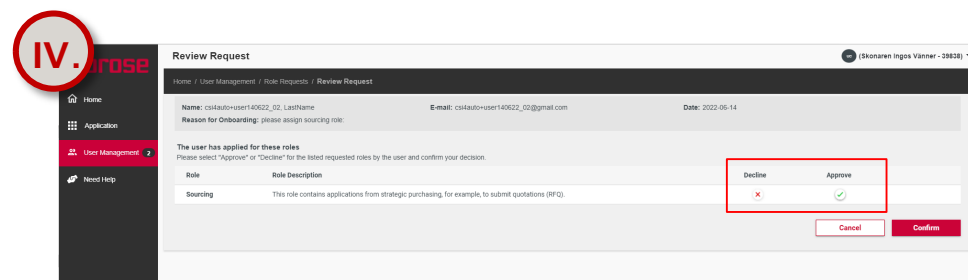 IV.
Review Request
(Skonaren Ingos Vänner - 39838)
Home / User Management / Role Requests / Review Request
Home
Application
User Management 2
Need Help
Name: csi4auto+user140622_02, LastName E-mail: csi4auto+user140622_02@gmail.com Date: 2022-06-14
Reason for Onboarding: please assign sourcing role:
The user has applied for these roles
Please select "Approve" or "Decline" for the listed requested roles by the user and confirm your decision.
Role Role Description Decline Approve
Sourcing This role contains applications from strategic purchasing, for example, to submit quotations (RFQ).
Cancel Confirm